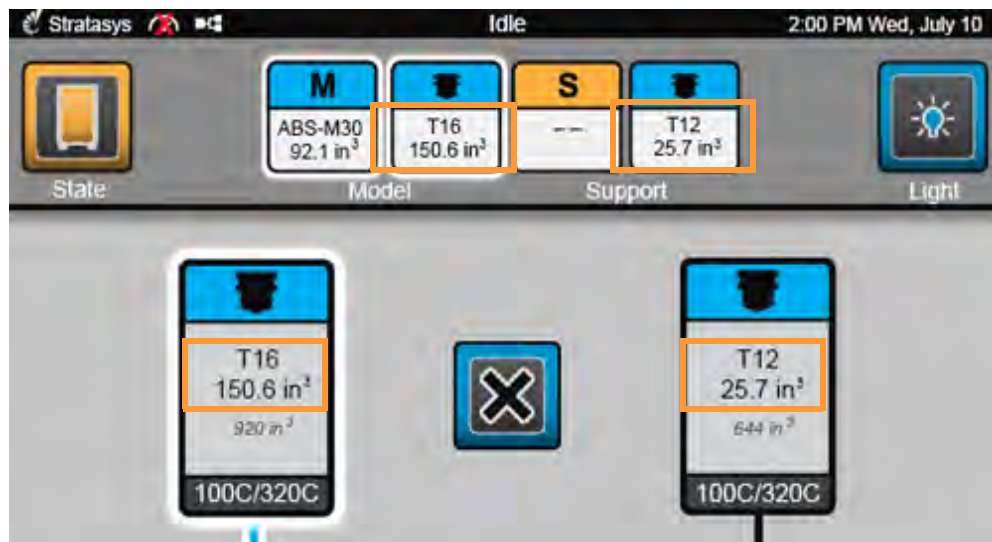 Stratasys Idle 2:00 PM Wed, July 10
M S
ABS-M30 T16 -- T12
92.1 in³ 150.6 in³ 25.7 in³
State Model Support Light
T16 T12
150.6 in³ 25.7 in³
920 in³ 644 in³
100C/320C 100C/320C